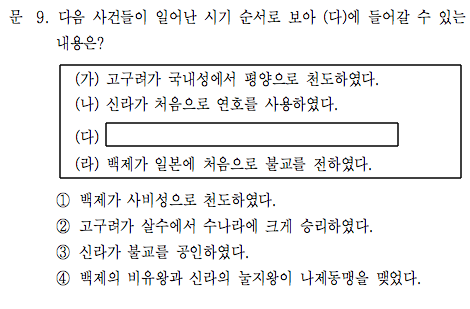 문 9. 다음 사건들이 일어난 시기 순서로 보아 (다)에 들어갈 수 있는
내용은?
(가) 고구려가 국내성에서 평양으로 천도하였다.
(나) 신라가 처음으로 연호를 사용하였다.
(다)
(라) 백제가 일본에 처음으로 불교를 전하였다.
① 백제가 사비성으로 천도하였다.
② 고구려가 살수에서 수나라에 크게 승리하였다.
③ 신라가 불교를 공인하였다.
④ 백제의 비유왕과 신라의 눌지왕이 나제동맹을 맺었다.